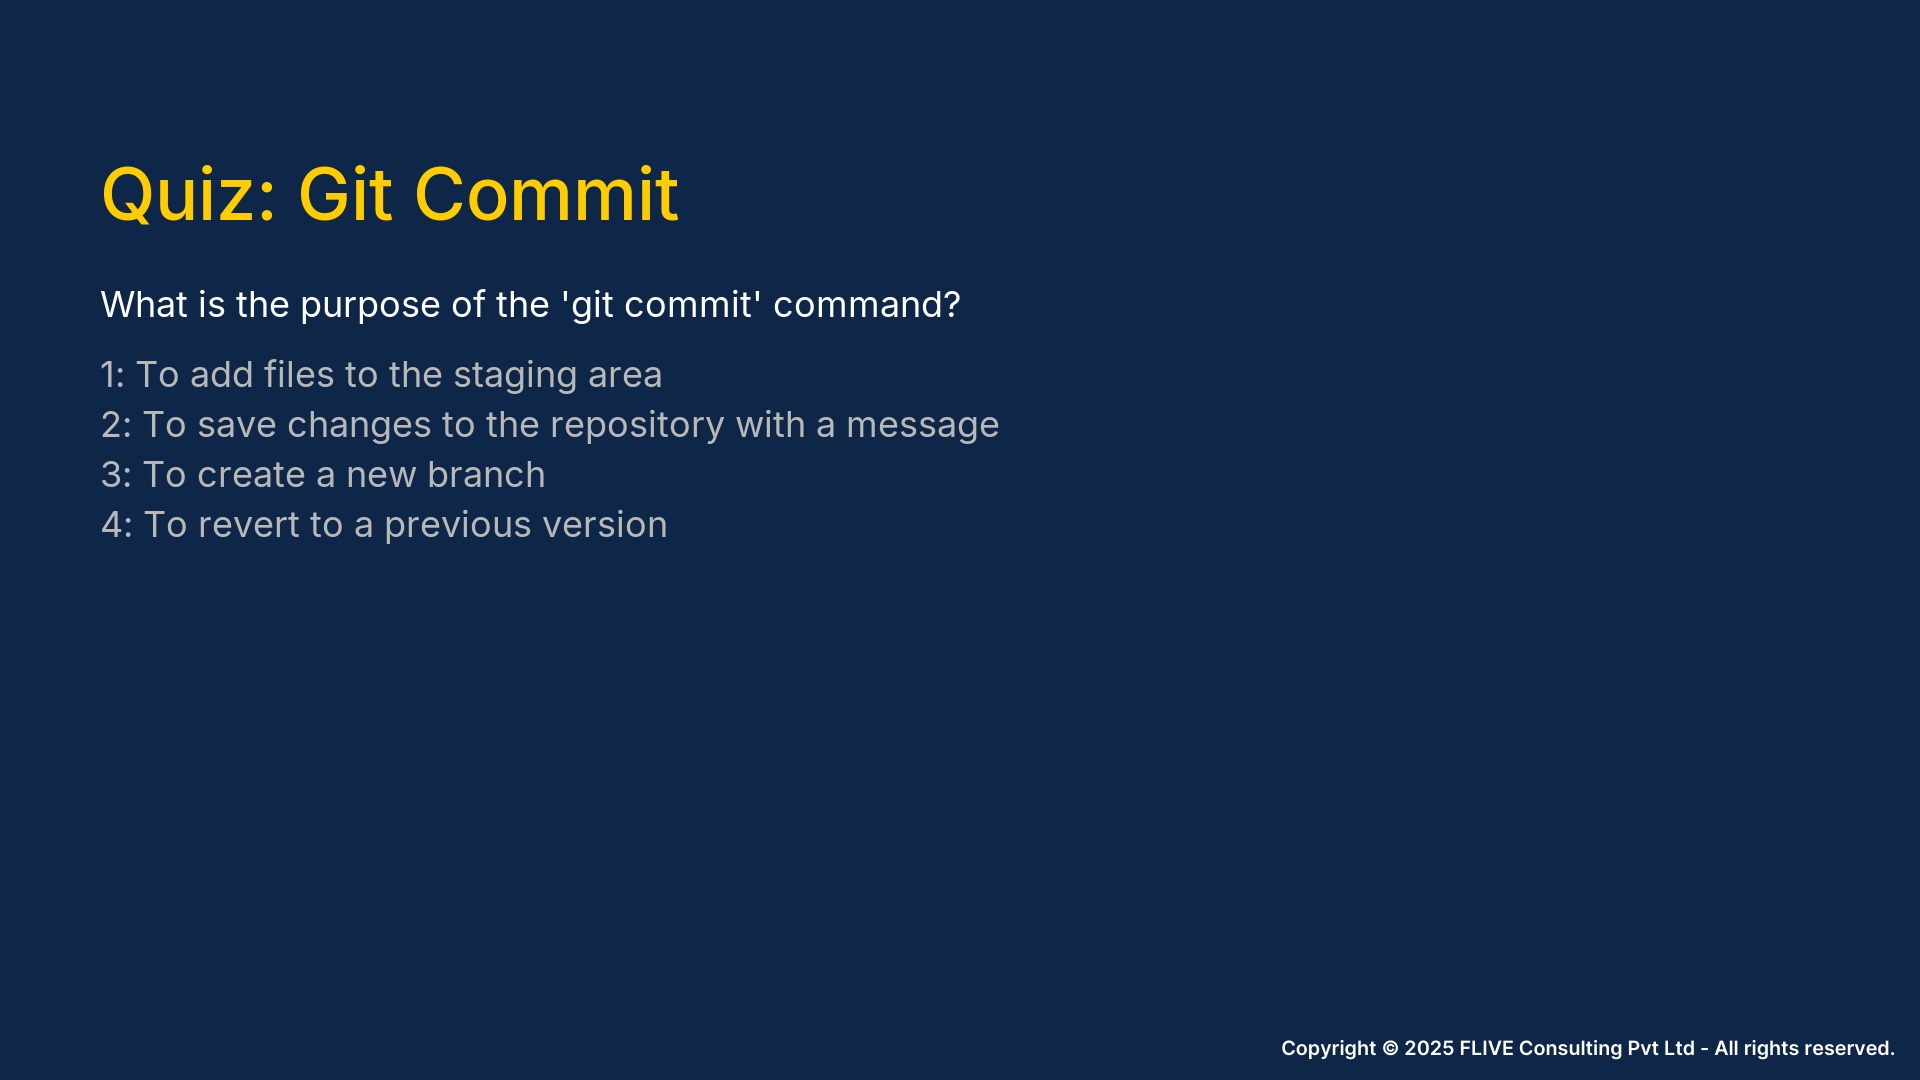 Quiz: Git Commit
What is the purpose of the 'git commit' command?
1: To add files to the staging area
2: To save changes to the repository with a message
3: To create a new branch
4: To revert to a previous version
Copyright © 2025 FLIVE Consulting Pvt Ltd - All rights reserved.